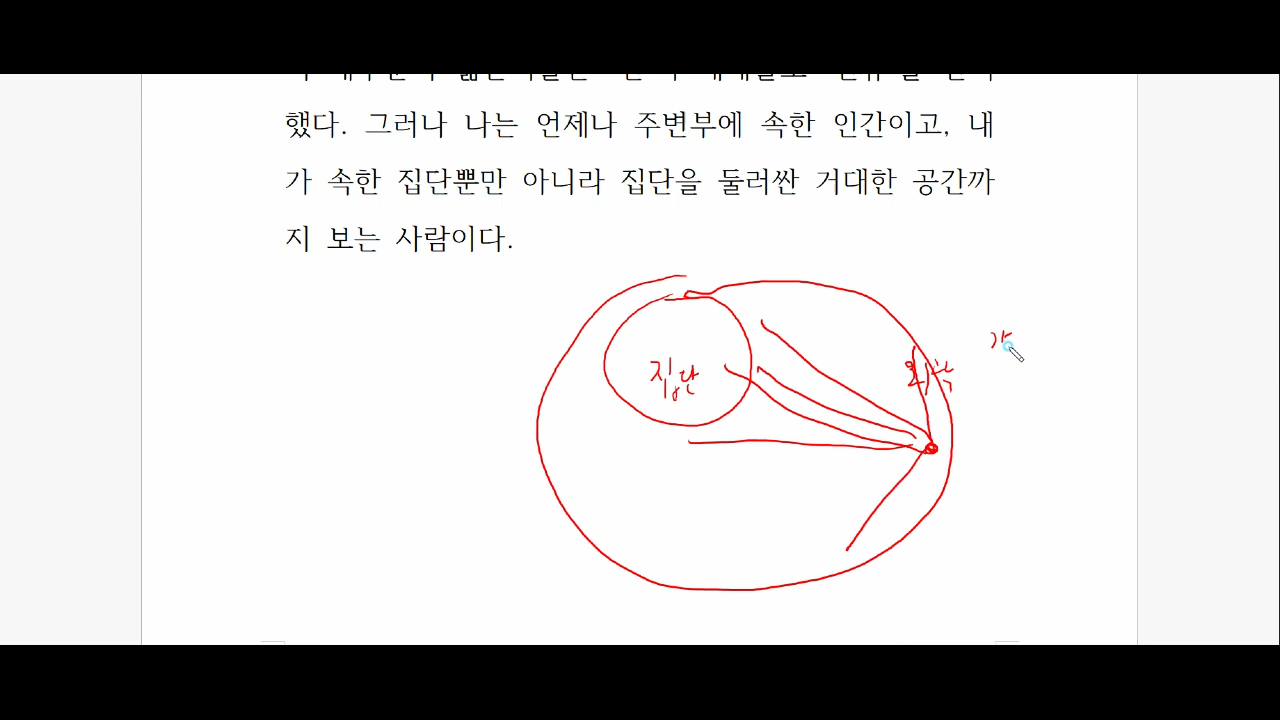 했다. 그러나 나는 언제나 주변부에 속한 인간이고, 내
가 속한 집단뿐만 아니라 집단을 둘러싼 거대한 공간까
지 보는 사람이다.
집단